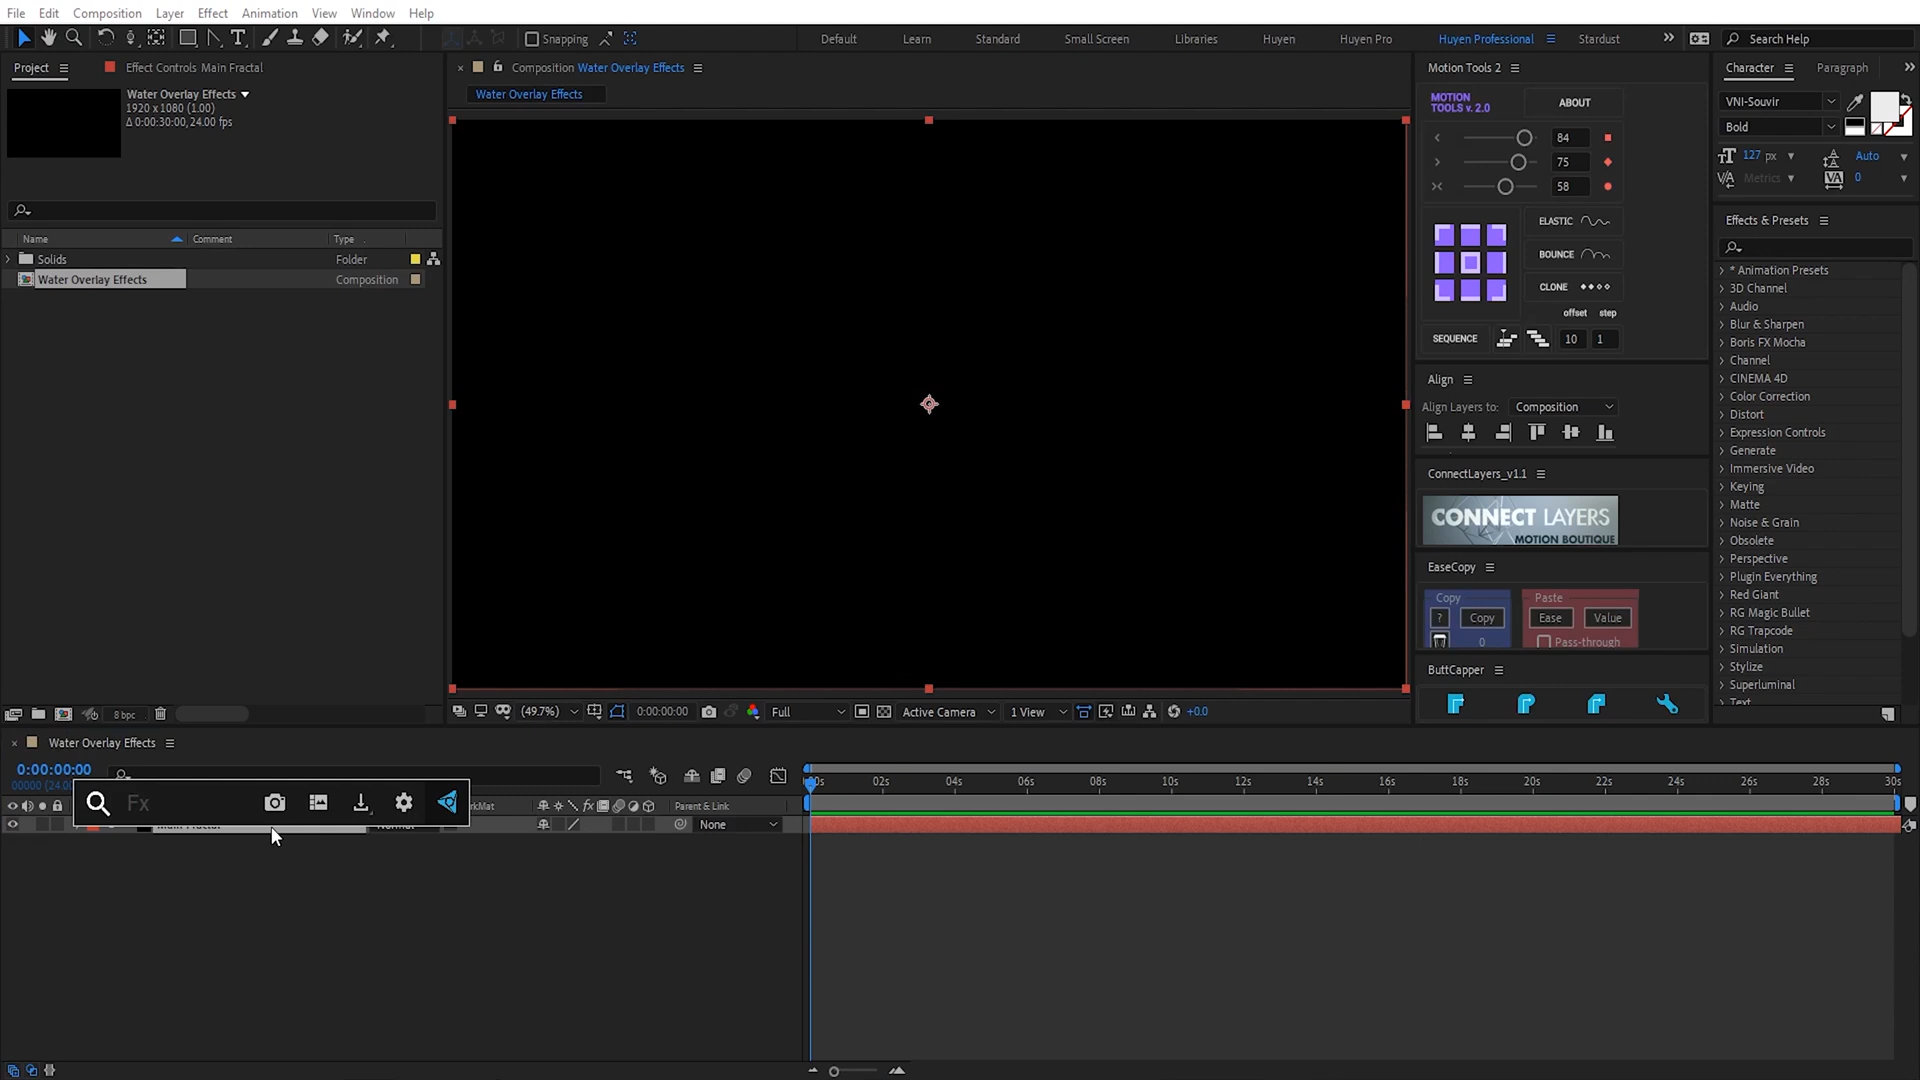 File Edit Composition Layer Effect Animation View Window Help
Snapping Default Learn Standard Small Screen Libraries Huyen Huyen Pro Huyen Professional Stardust Search Help
Project Effect Controls Main Fractal
Water Overlay Effects
1920 x 1080 (1.00)
Δ 0:00:30:00, 24.00 fps
Name Comment Type
Solids Folder
Water Overlay Effects Composition
8 bpc
Composition Water Overlay Effects
Water Overlay Effects
(49.7%) 0:00:00:00 Full Active Camera 1 View +0.0
Motion Tools 2
MOTION
TOOLS v. 2.0
ABOUT
84
75
58
ELASTIC
BOUNCE
CLONE
offset step
SEQUENCE 10 1
Align
Align Layers to: Composition
ConnectLayers_v1.1
CONNECT LAYERS
MOTION BOUTIQUE
EaseCopy
Copy Paste
? Copy Ease Value
0 Pass-through
ButtCapper
Character Paragraph
VNI-Souvir
Bold
127 px Auto
Metrics 0
Effects & Presets
* Animation Presets
3D Channel
Audio
Blur & Sharpen
Boris FX Mocha
Channel
CINEMA 4D
Color Correction
Distort
Expression Controls
Generate
Immersive Video
Keying
Matte
Noise & Grain
Obsolete
Perspective
Plugin Everything
Red Giant
RG Magic Bullet
RG Trapcode
Simulation
Stylize
Superluminal
Text
Water Overlay Effects
0:00:00:00
00000 (24.00
Fx
rkMat Parent & Link
Main Fractal Normal None
00s 02s 04s 06s 08s 10s 12s 14s 16s 18s 20s 22s 24s 26s 28s 30s